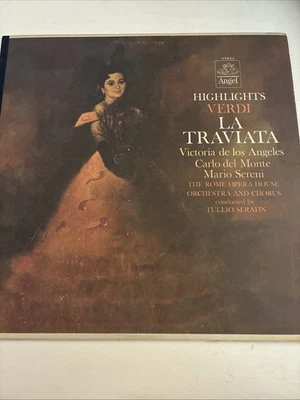 STEREO
Angel
HIGHLIGHTS
VERDI
LA
TRAVIATA
Victoria de los Angeles
Carlo del Monte
Mario Sereni
THE ROME OPERA HOUSE
ORCHESTRA AND CHORUS
conducted by
TULLIO SERAFIN